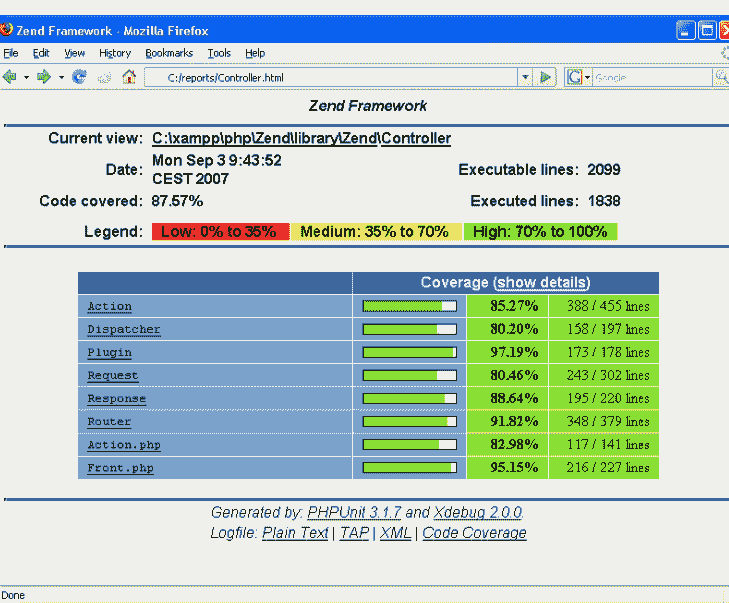 Zend Framework - Mozilla Firefox
File Edit View History Bookmarks Tools Help
C:/reports/Controller.html Google
Zend Framework
Current view: C:\xampp\php\Zend\library\Zend\Controller
Date: Mon Sep 3 9:43:52 CEST 2007 Executable lines: 2099
Code covered: 87.57% Executed lines: 1838
Legend: Low: 0% to 35% Medium: 35% to 70% High: 70% to 100%
Coverage (show details)
Action 85.27% 388 / 455 lines
Dispatcher 80.20% 158 / 197 lines
Plugin 97.19% 173 / 178 lines
Request 80.46% 243 / 302 lines
Response 88.64% 195 / 220 lines
Router 91.82% 348 / 379 lines
Action.php 82.98% 117 / 141 lines
Front.php 95.15% 216 / 227 lines
Generated by: PHPUnit 3.1.7 and Xdebug 2.0.0.
Logfile: Plain Text | TAP | XML | Code Coverage
Done